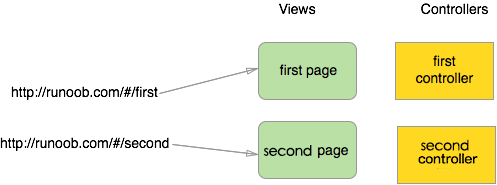 Views
Controllers
http://runoob.com/#/first
first page
first
controller
http://runoob.com/#/second
second page
second
controller